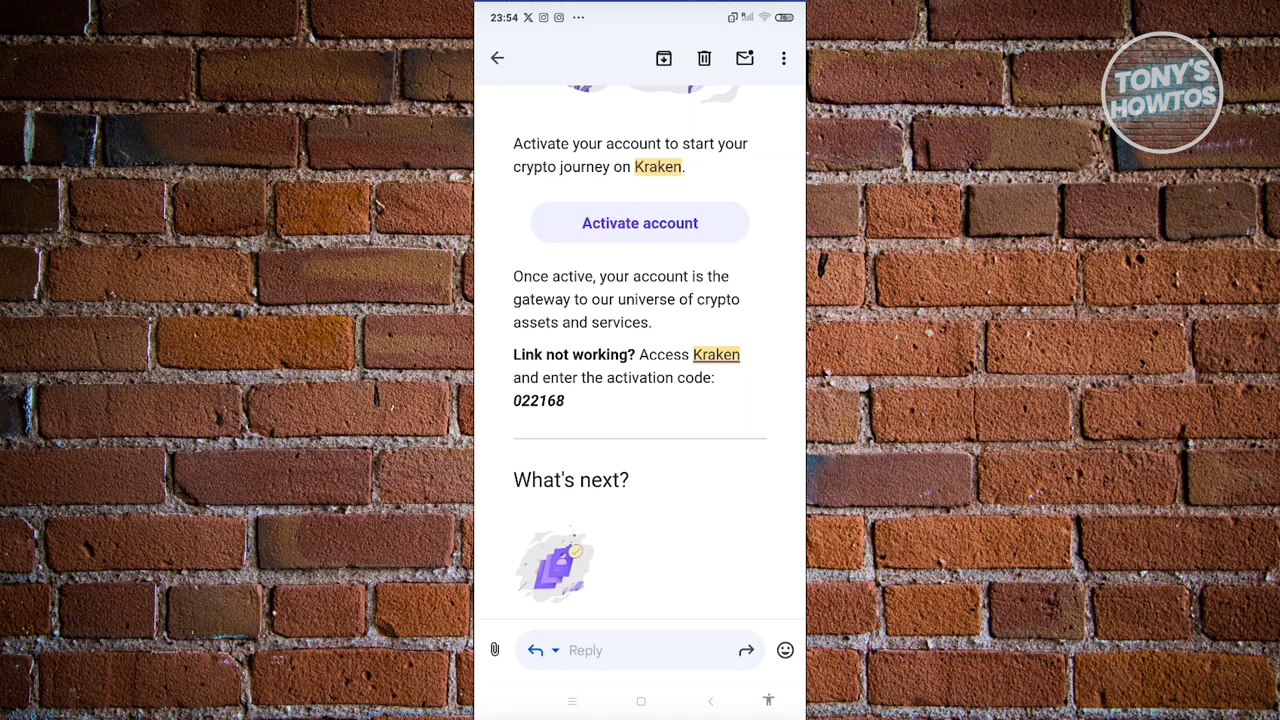 23:54
TONY'S
HOWTOS
Activate your account to start your
crypto journey on Kraken.
Activate account
Once active, your account is the
gateway to our universe of crypto
assets and services.
Link not working? Access Kraken
and enter the activation code:
022168
What's next?
Reply